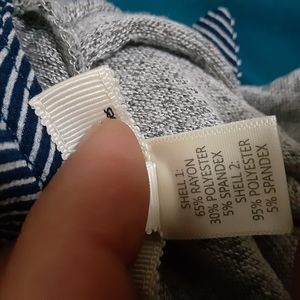 SHELL 1:
65% RAYON
30% POLYESTER
5% SPANDEX
SHELL 2:
95% POLYESTER
5% SPANDEX